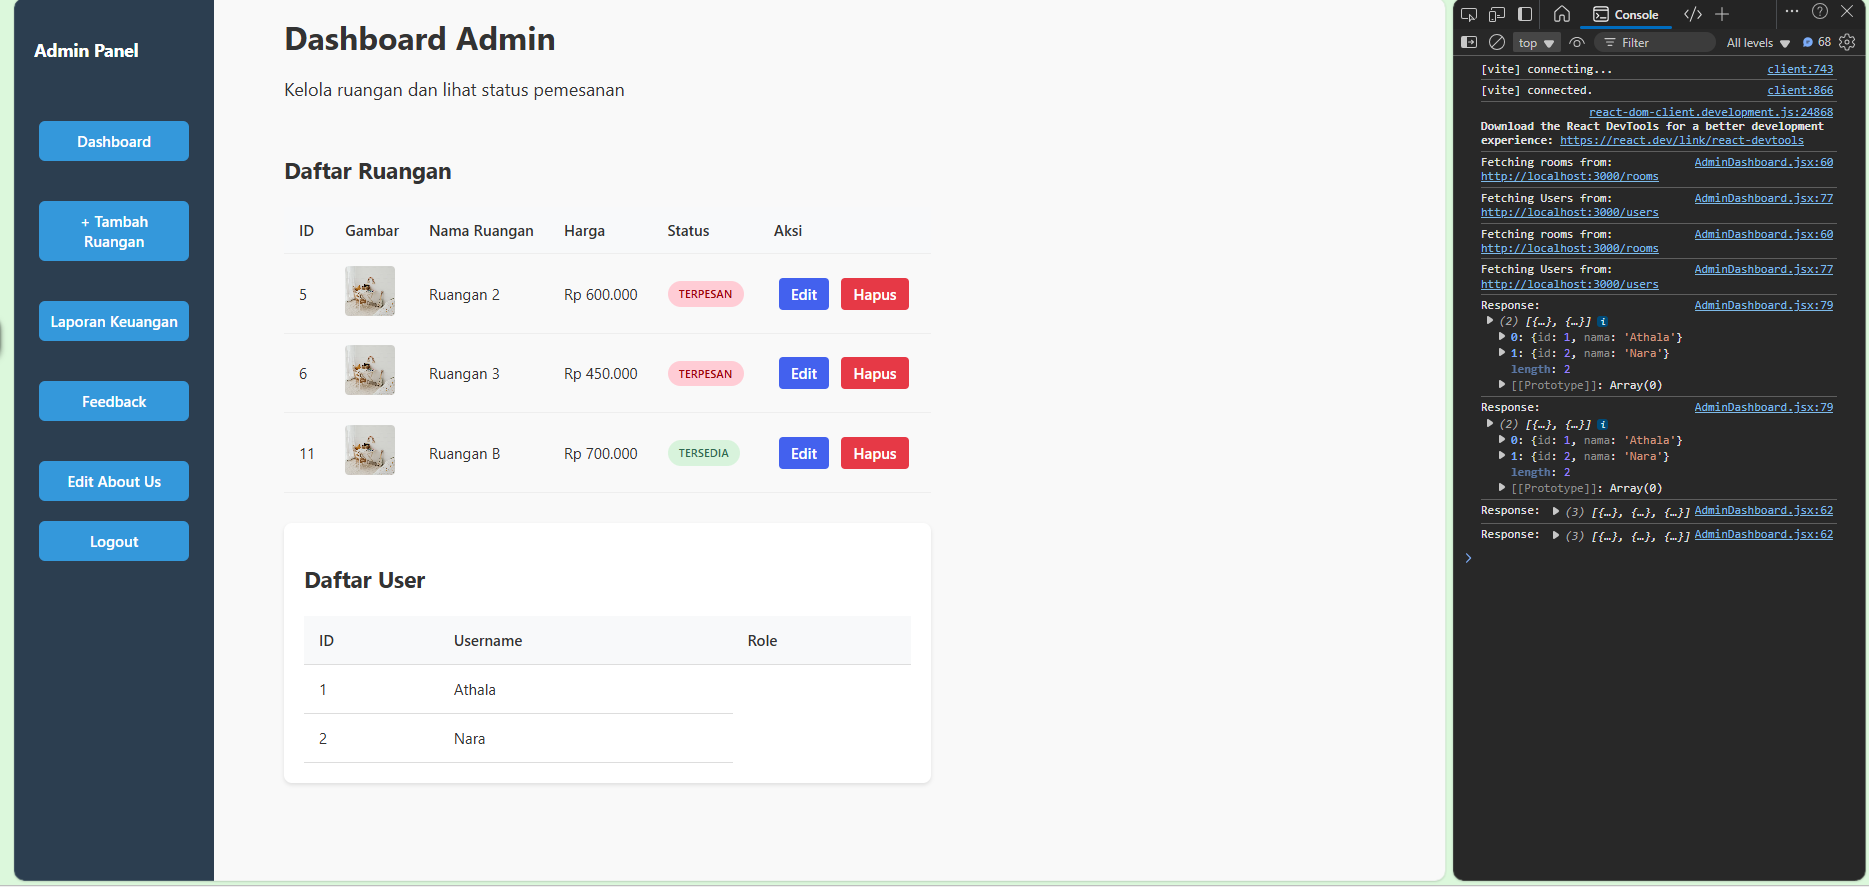 Admin Panel
Dashboard
+ Tambah
Ruangan
Laporan Keuangan
Feedback
Edit About Us
Logout
Dashboard Admin
Kelola ruangan dan lihat status pemesanan
Daftar Ruangan
ID Gambar Nama Ruangan Harga Status Aksi
5 Ruangan 2 Rp 600.000 TERPESAN Edit Hapus
6 Ruangan 3 Rp 450.000 TERPESAN Edit Hapus
11 Ruangan B Rp 700.000 TERSEDIA Edit Hapus
Daftar User
ID Username Role
1 Athala
2 Nara
Console
top Filter All levels 68
[vite] connecting... client:743
[vite] connected. client:866
react-dom-client.development.js:24868
Download the React DevTools for a better development
experience: https://react.dev/link/react-devtools
Fetching rooms from: AdminDashboard.jsx:60
http://localhost:3000/rooms
Fetching Users from: AdminDashboard.jsx:77
http://localhost:3000/users
Fetching rooms from: AdminDashboard.jsx:60
http://localhost:3000/rooms
Fetching Users from: AdminDashboard.jsx:77
http://localhost:3000/users
Response: AdminDashboard.jsx:79
(2) [{…}, {…}] i
0: {id: 1, nama: 'Athala'}
1: {id: 2, nama: 'Nara'}
length: 2
[[Prototype]]: Array(0)
Response: AdminDashboard.jsx:79
(2) [{…}, {…}] i
0: {id: 1, nama: 'Athala'}
1: {id: 2, nama: 'Nara'}
length: 2
[[Prototype]]: Array(0)
Response: (3) [{…}, {…}, {…}] AdminDashboard.jsx:62
Response: (3) [{…}, {…}, {…}] AdminDashboard.jsx:62